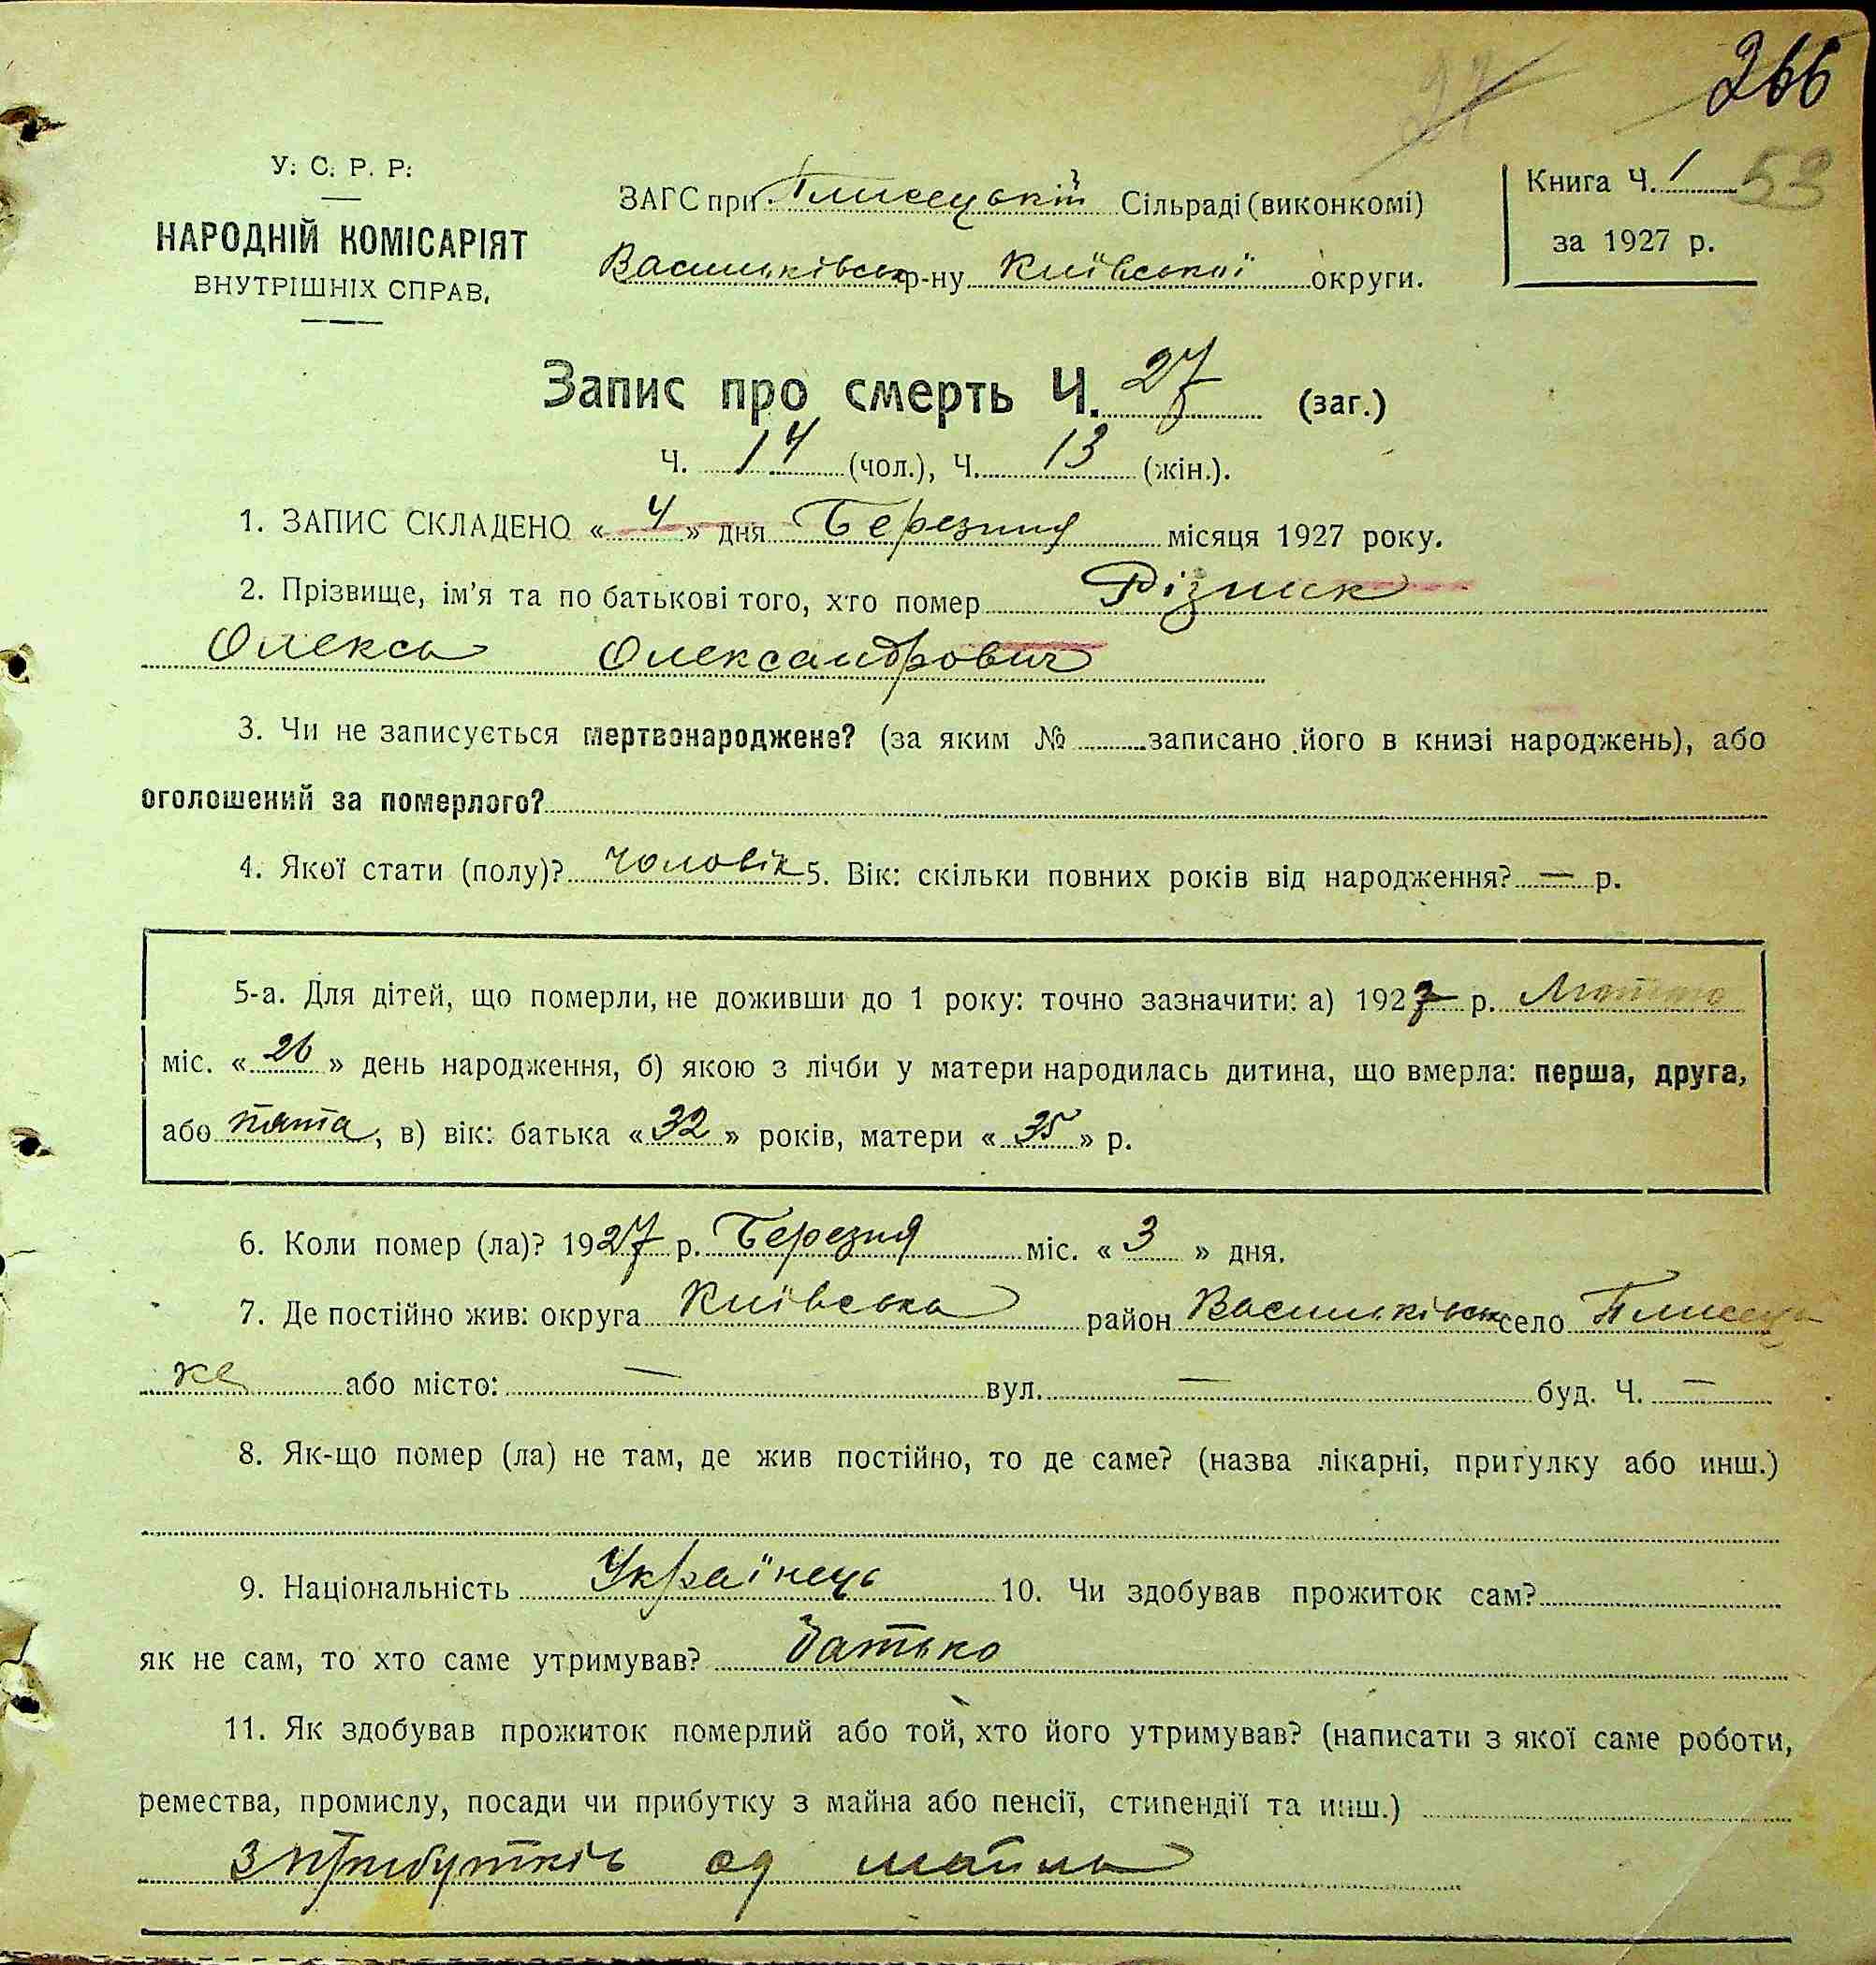 266
27
У. С. Р. Р.
НАРОДНІЙ КОМІСАРІЯТ
ВНУТРІШНІХ СПРАВ.
ЗАГС при Плисецькій Сільраді (виконкомі)
Васильківськ р-ну Київської округи.
Книга Ч. 1 53
за 1927 р.
Запис про смерть Ч. 27 (заг.)
Ч. 14 (чол.), Ч. 13 (жін.).
1. ЗАПИС СКЛАДЕНО « 4 » дня Березня місяця 1927 року.
2. Прізвище, ім'я та по батькові того, хто помер Різник
Олекса Олександрович
3. Чи не записується мертвонароджене? (за яким № записано його в книзі народжень), або
оголошений за померлого?
4. Якої стати (полу)? Чоловік 5. Вік: скільки повних років від народження? — р.
5-а. Для дітей, що померли, не доживши до 1 року: точно зазначити: а) 1927 р. Лютого
міс. « 26 » день народження, б) якою з лічби у матери народилась дитина, що вмерла: перша, друга,
або пята, в) вік: батька « 32 » років, матери « 35 » р.
6. Коли помер (ла)? 1927 р. Березня міс. « 3 » дня.
7. Де постійно жив: округа Київська район Васильківськ село Плисець
ке або місто: — вул. — буд. Ч. —
8. Як-що помер (ла) не там, де жив постійно, то де саме? (назва лікарні, притулку або инш.)
9. Національність Українець 10. Чи здобував прожиток сам?
як не сам, то хто саме утримував? Батько
11. Як здобував прожиток померлий або той, хто його утримував? (написати з якої саме роботи,
ремества, промислу, посади чи прибутку з майна або пенсії, стипендії та инш.)
З прибутків од майна